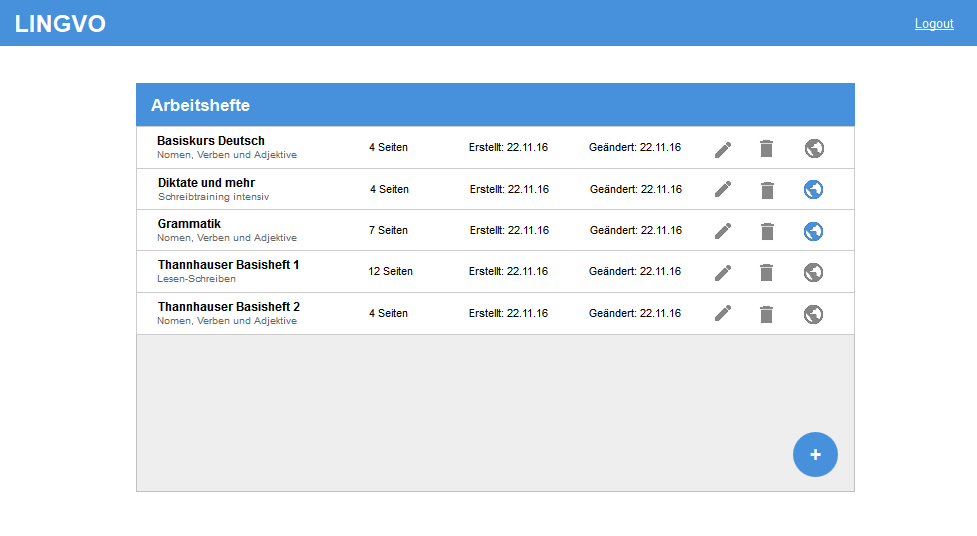 LINGVO
Logout
Arbeitshefte
Basiskurs Deutsch
Nomen, Verben und Adjektive
4 Seiten
Erstellt: 22.11.16
Geändert: 22.11.16
Diktate und mehr
Schreibtraining intensiv
4 Seiten
Erstellt: 22.11.16
Geändert: 22.11.16
Grammatik
Nomen, Verben und Adjektive
7 Seiten
Erstellt: 22.11.16
Geändert: 22.11.16
Thannhauser Basisheft 1
Lesen-Schreiben
12 Seiten
Erstellt: 22.11.16
Geändert: 22.11.16
Thannhauser Basisheft 2
Nomen, Verben und Adjektive
4 Seiten
Erstellt: 22.11.16
Geändert: 22.11.16
+